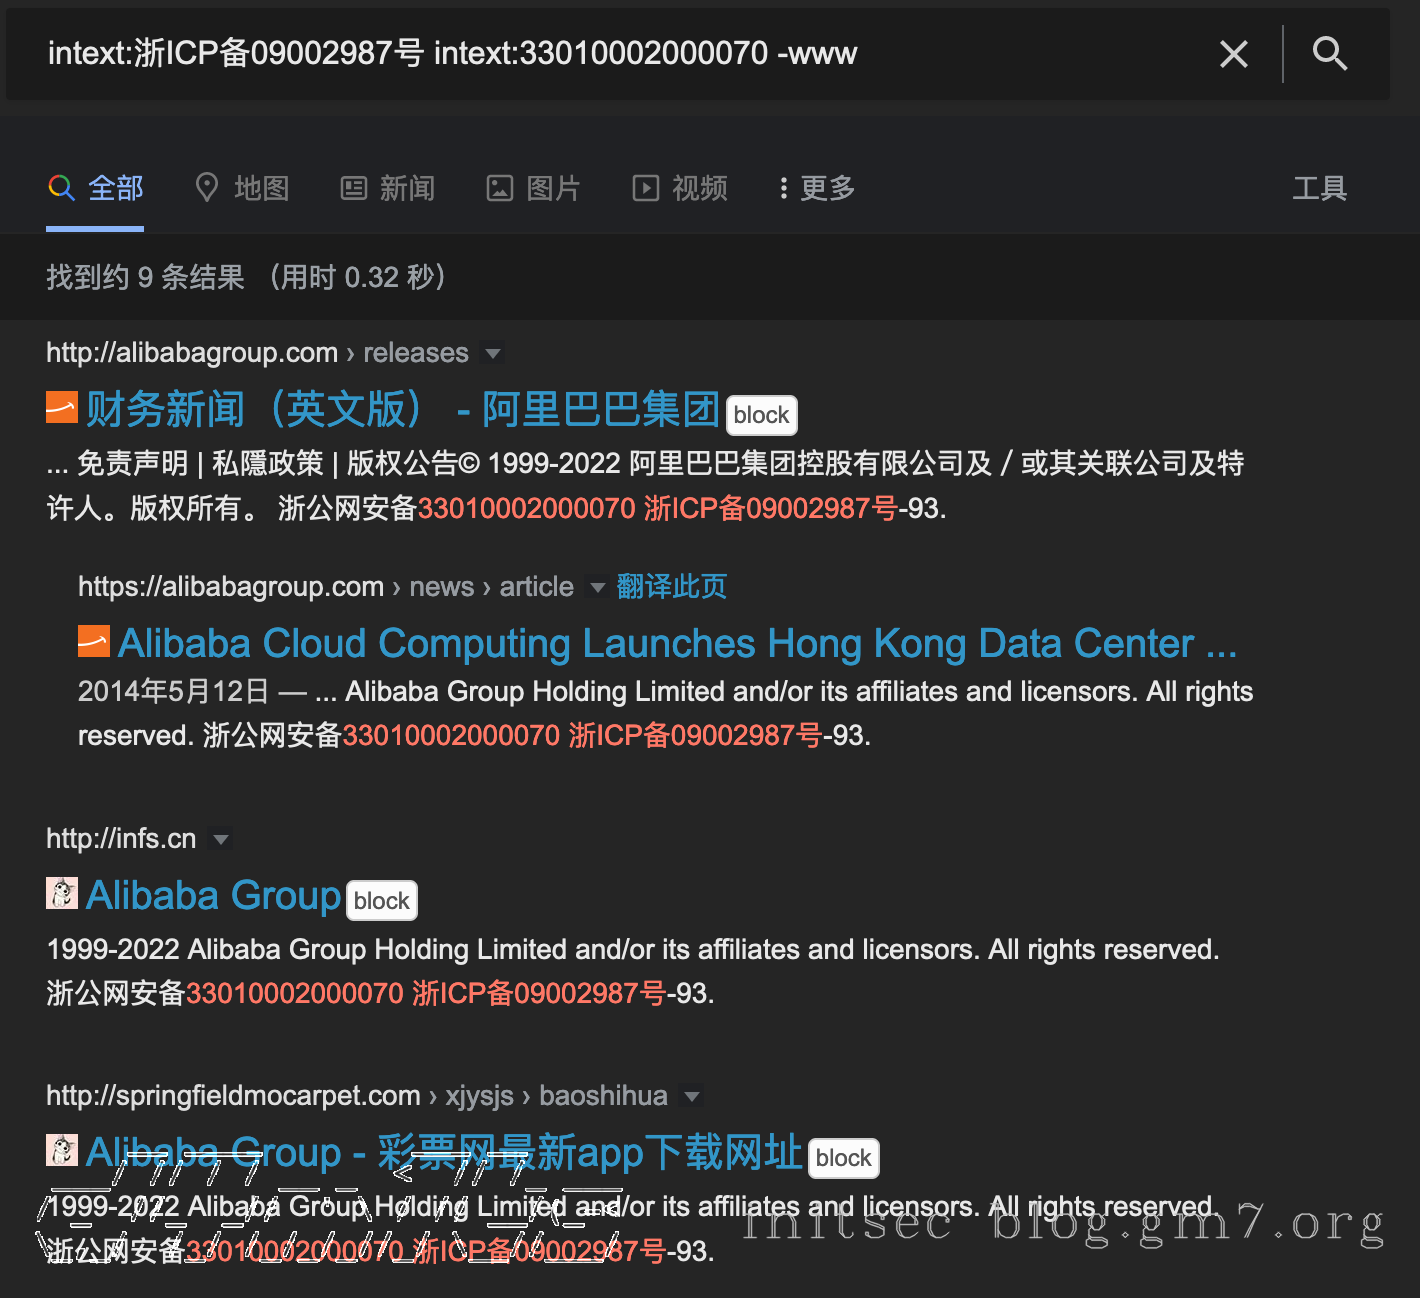 intext:浙ICP备09002987号 intext:33010002000070 -www
全部 地图 新闻 图片 视频 更多 工具
找到约 9 条结果 （用时 0.32 秒）
http://alibabagroup.com › releases
财务新闻（英文版） - 阿里巴巴集团 block
... 免责声明 | 私隱政策 | 版权公告© 1999-2022 阿里巴巴集团控股有限公司及 / 或其关联公司及特
许人。版权所有。 浙公网安备33010002000070 浙ICP备09002987号-93.
https://alibabagroup.com › news › article 翻译此页
Alibaba Cloud Computing Launches Hong Kong Data Center ...
2014年5月12日 — ... Alibaba Group Holding Limited and/or its affiliates and licensors. All rights
reserved. 浙公网安备33010002000070 浙ICP备09002987号-93.
http://infs.cn
Alibaba Group block
1999-2022 Alibaba Group Holding Limited and/or its affiliates and licensors. All rights reserved.
浙公网安备33010002000070 浙ICP备09002987号-93.
http://springfieldmocarpet.com › xjysjs › baoshihua
Alibaba Group - 彩票网最新app下载网址 block
1999-2022 Alibaba Group Holding Limited and/or its affiliates and licensors. All rights reserved.
浙公网安备33010002000070 浙ICP备09002987号-93.
initsec blog.gm7.org